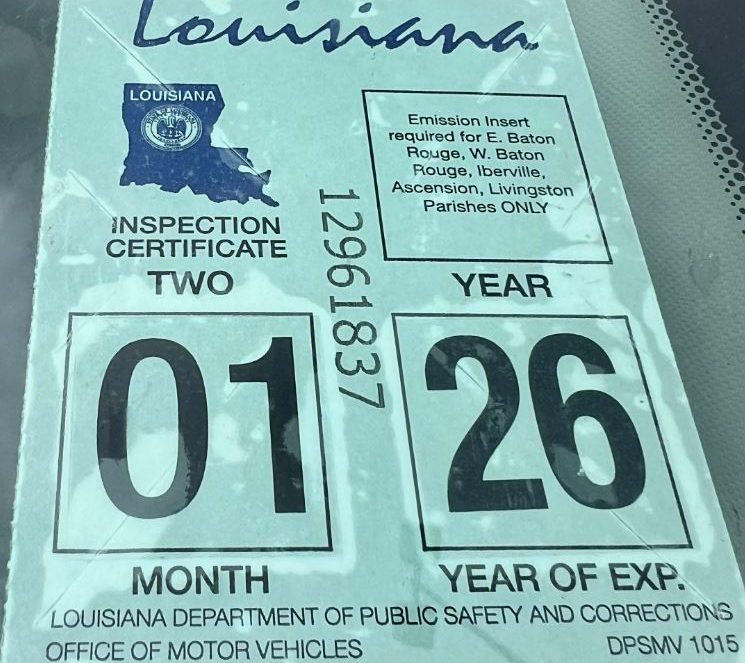 Louisiana
LOUISIANA
INSPECTION
CERTIFICATE
Emission Insert
required for E. Baton
Rouge, W. Baton
Rouge, Iberville,
Ascension, Livingston
Parishes ONLY
12961837
TWO YEAR
01 26
MONTH YEAR OF EXP.
LOUISIANA DEPARTMENT OF PUBLIC SAFETY AND CORRECTIONS
OFFICE OF MOTOR VEHICLES DPSMV 1015